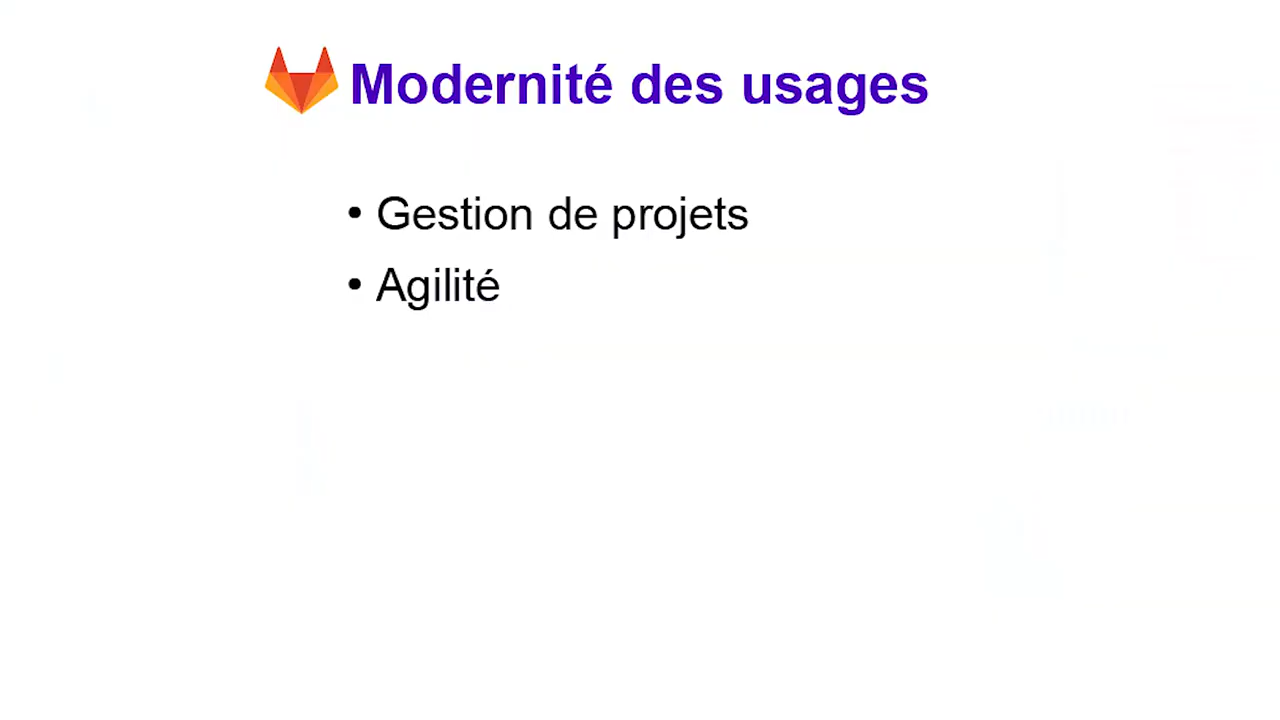 Modernité des usages
• Gestion de projets
• Agilité